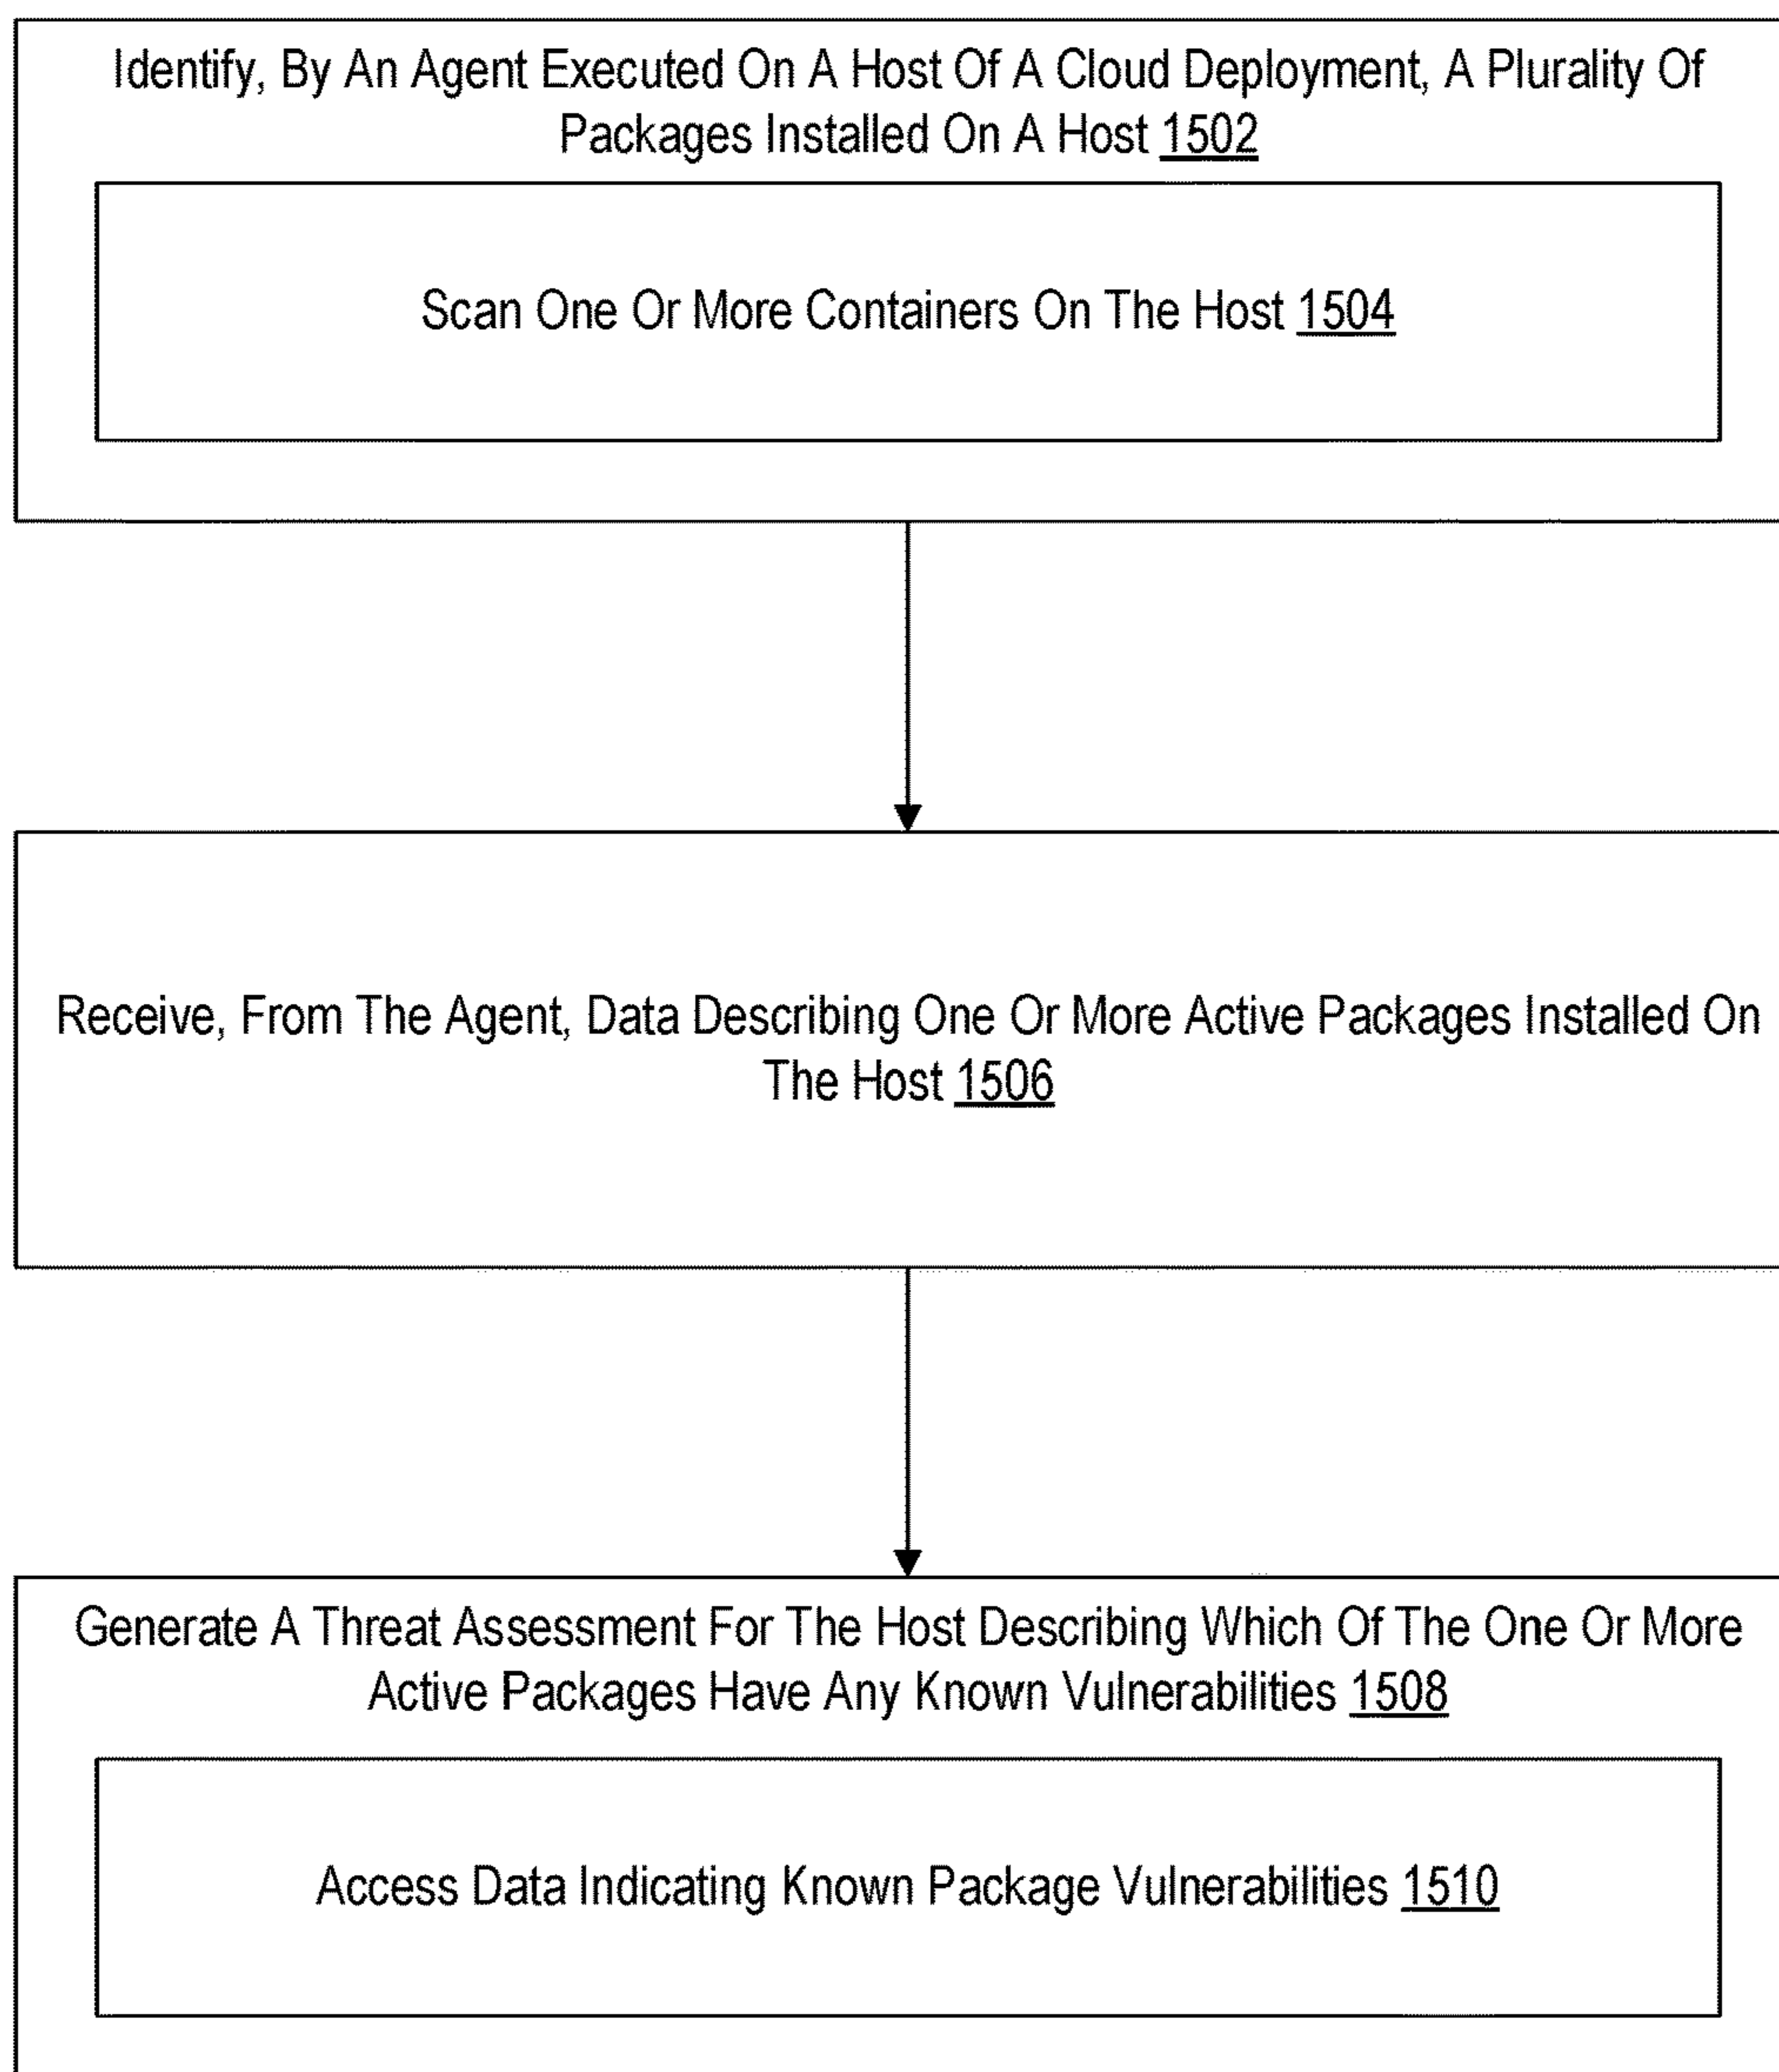 Identify, By An Agent Executed On A Host Of A Cloud Deployment, A Plurality Of
Packages Installed On A Host 1502
Scan One Or More Containers On The Host 1504
Receive, From The Agent, Data Describing One Or More Active Packages Installed On
The Host 1506
Generate A Threat Assessment For The Host Describing Which Of The One Or More
Active Packages Have Any Known Vulnerabilities 1508
Access Data Indicating Known Package Vulnerabilities 1510